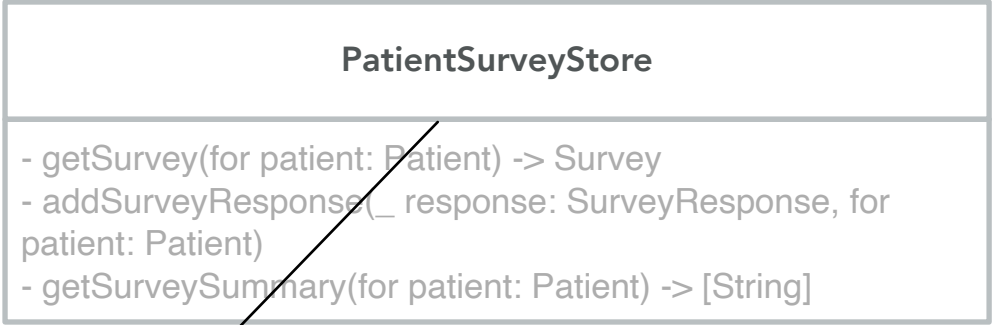 PatientSurveyStore
- getSurvey(for patient: Patient) -> Survey
- addSurveyResponse(_ response: SurveyResponse, for
patient: Patient)
- getSurveySummary(for patient: Patient) -> [String]